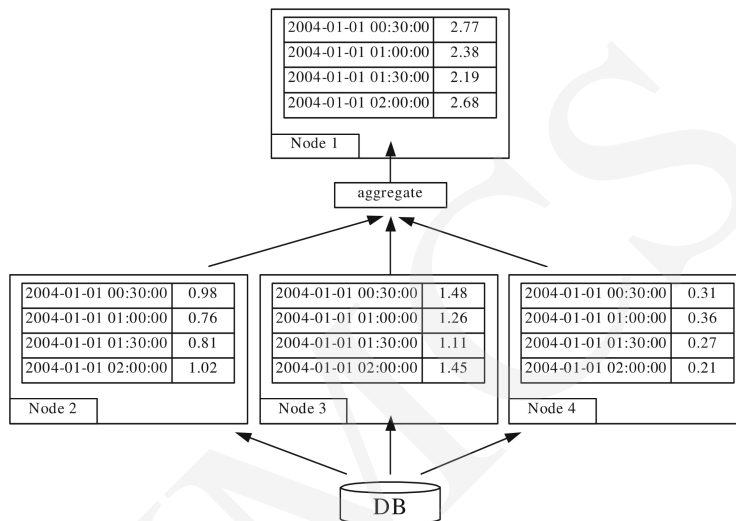 2004-01-01 00:30:00 2.77
2004-01-01 01:00:00 2.38
2004-01-01 01:30:00 2.19
2004-01-01 02:00:00 2.68
Node 1
aggregate
2004-01-01 00:30:00 0.98
2004-01-01 01:00:00 0.76
2004-01-01 01:30:00 0.81
2004-01-01 02:00:00 1.02
Node 2
2004-01-01 00:30:00 1.48
2004-01-01 01:00:00 1.26
2004-01-01 01:30:00 1.11
2004-01-01 02:00:00 1.45
Node 3
2004-01-01 00:30:00 0.31
2004-01-01 01:00:00 0.36
2004-01-01 01:30:00 0.27
2004-01-01 02:00:00 0.21
Node 4
DB